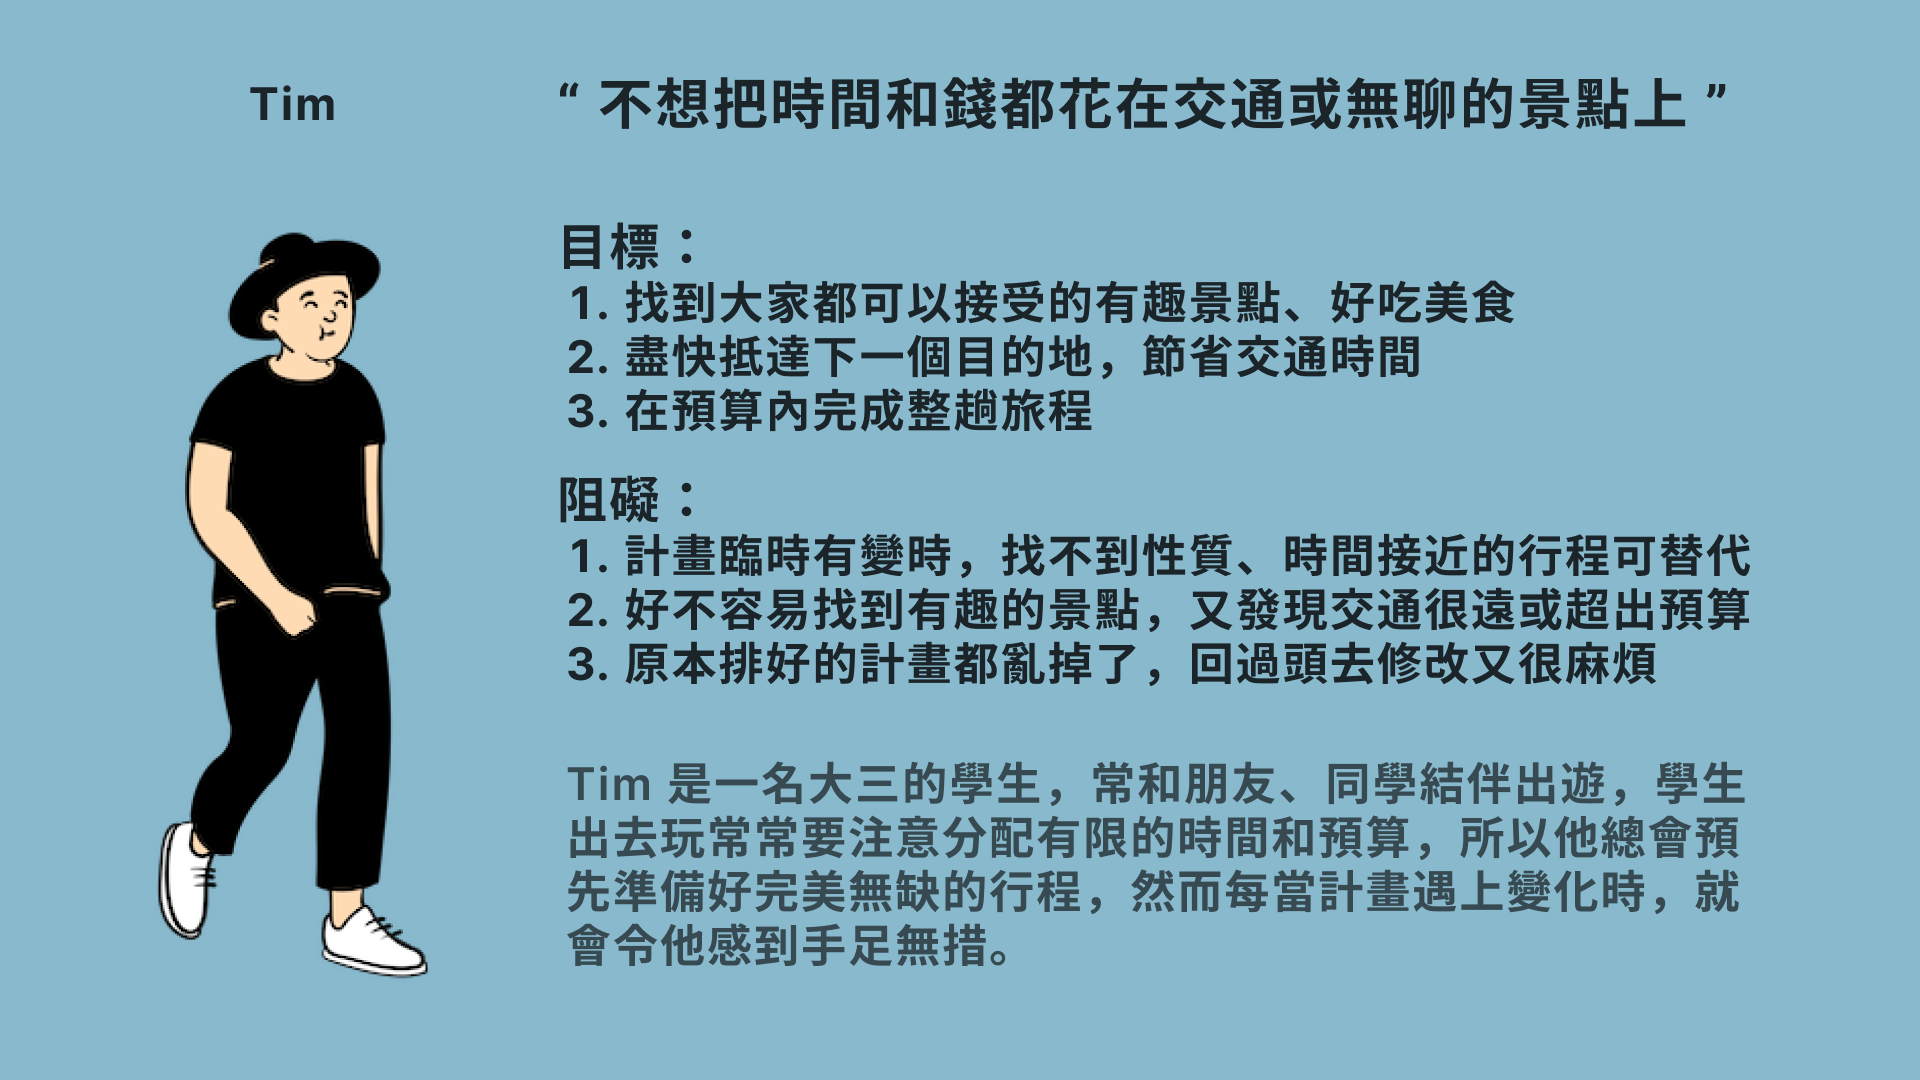 Tim
“ 不想把時間和錢都花在交通或無聊的景點上 ”
目標：
1. 找到大家都可以接受的有趣景點、好吃美食
2. 盡快抵達下一個目的地，節省交通時間
3. 在預算內完成整趟旅程
阻礙：
1. 計畫臨時有變時，找不到性質、時間接近的行程可替代
2. 好不容易找到有趣的景點，又發現交通很遠或超出預算
3. 原本排好的計畫都亂掉了，回過頭去修改又很麻煩
Tim 是一名大三的學生，常和朋友、同學結伴出遊，學生
出去玩常常要注意分配有限的時間和預算，所以他總會預
先準備好完美無缺的行程，然而每當計畫遇上變化時，就
會令他感到手足無措。